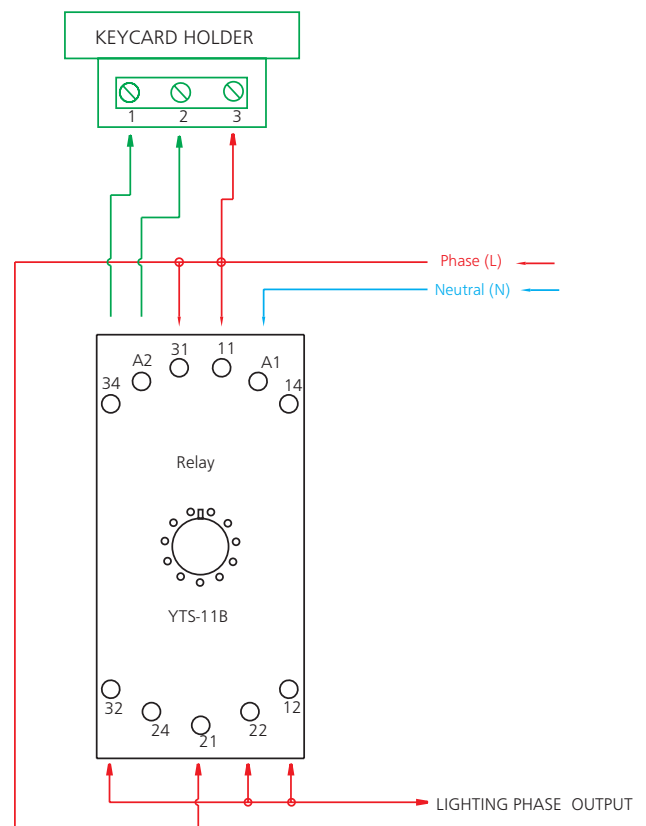 KEYCARD HOLDER
1 2 3
Phase (L)
Neutral (N)
34 A2 31 11 A1 14
Relay
YTS-11B
32 24 21 22 12
LIGHTING PHASE OUTPUT